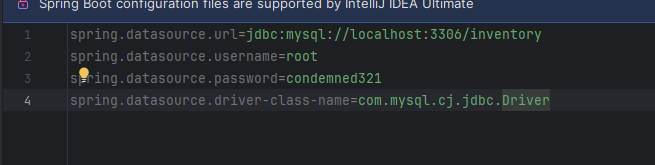 Spring Boot configuration files are supported by IntelliJ IDEA Ultimate
1 spring.datasource.url=jdbc:mysql://localhost:3306/inventory
2 spring.datasource.username=root
3 spring.datasource.password=condemned321
4 spring.datasource.driver-class-name=com.mysql.cj.jdbc.Driver